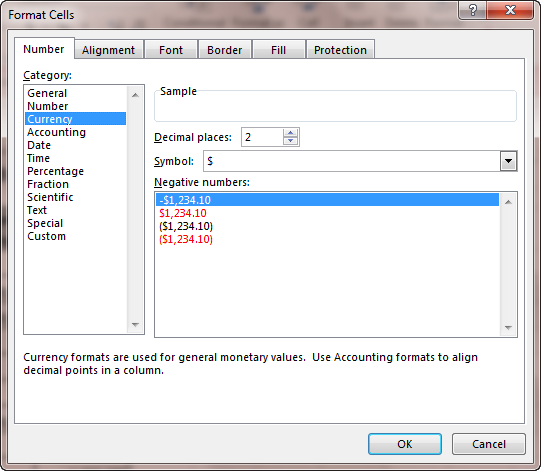 Format Cells
Number Alignment Font Border Fill Protection
Category:
General
Number
Currency
Accounting
Date
Time
Percentage
Fraction
Scientific
Text
Special
Custom
Sample
Decimal places: 2
Symbol: $
Negative numbers:
-$1,234.10
$1,234.10
($1,234.10)
($1,234.10)
Currency formats are used for general monetary values. Use Accounting formats to align
decimal points in a column.
OK Cancel